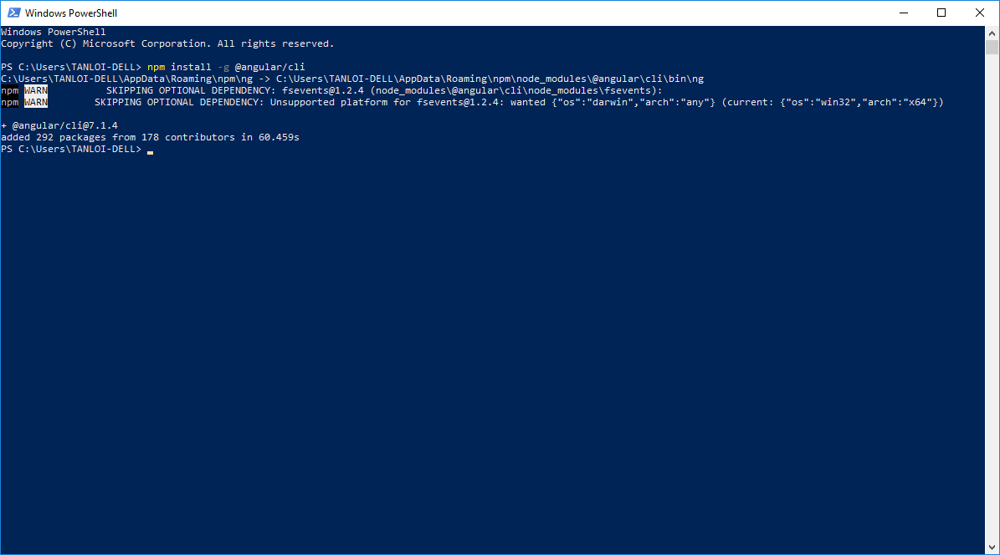 Windows PowerShell
Windows PowerShell
Copyright (C) Microsoft Corporation. All rights reserved.
PS C:\Users\TANLOI-DELL> npm install -g @angular/cli
C:\Users\TANLOI-DELL\AppData\Roaming\npm\ng -> C:\Users\TANLOI-DELL\AppData\Roaming\npm\node_modules\@angular\cli\bin\ng
npm WARN SKIPPING OPTIONAL DEPENDENCY: fsevents@1.2.4 (node_modules\@angular\cli\node_modules\fsevents):
npm WARN SKIPPING OPTIONAL DEPENDENCY: Unsupported platform for fsevents@1.2.4: wanted {"os":"darwin","arch":"any"} (current: {"os":"win32","arch":"x64"})
+ @angular/cli@7.1.4
added 292 packages from 178 contributors in 60.459s
PS C:\Users\TANLOI-DELL>